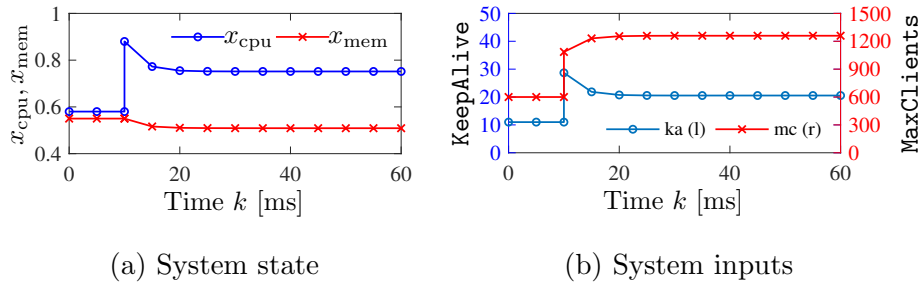 1
0.8
0.6
0.4
x_cpu, x_mem
x_cpu
x_mem
0 20 40 60
Time k [ms]
(a) System state
50
40
30
20
10
0
KeepAlive
1500
1200
900
600
300
0
MaxClients
ka (l)
mc (r)
0 20 40 60
Time k [ms]
(b) System inputs